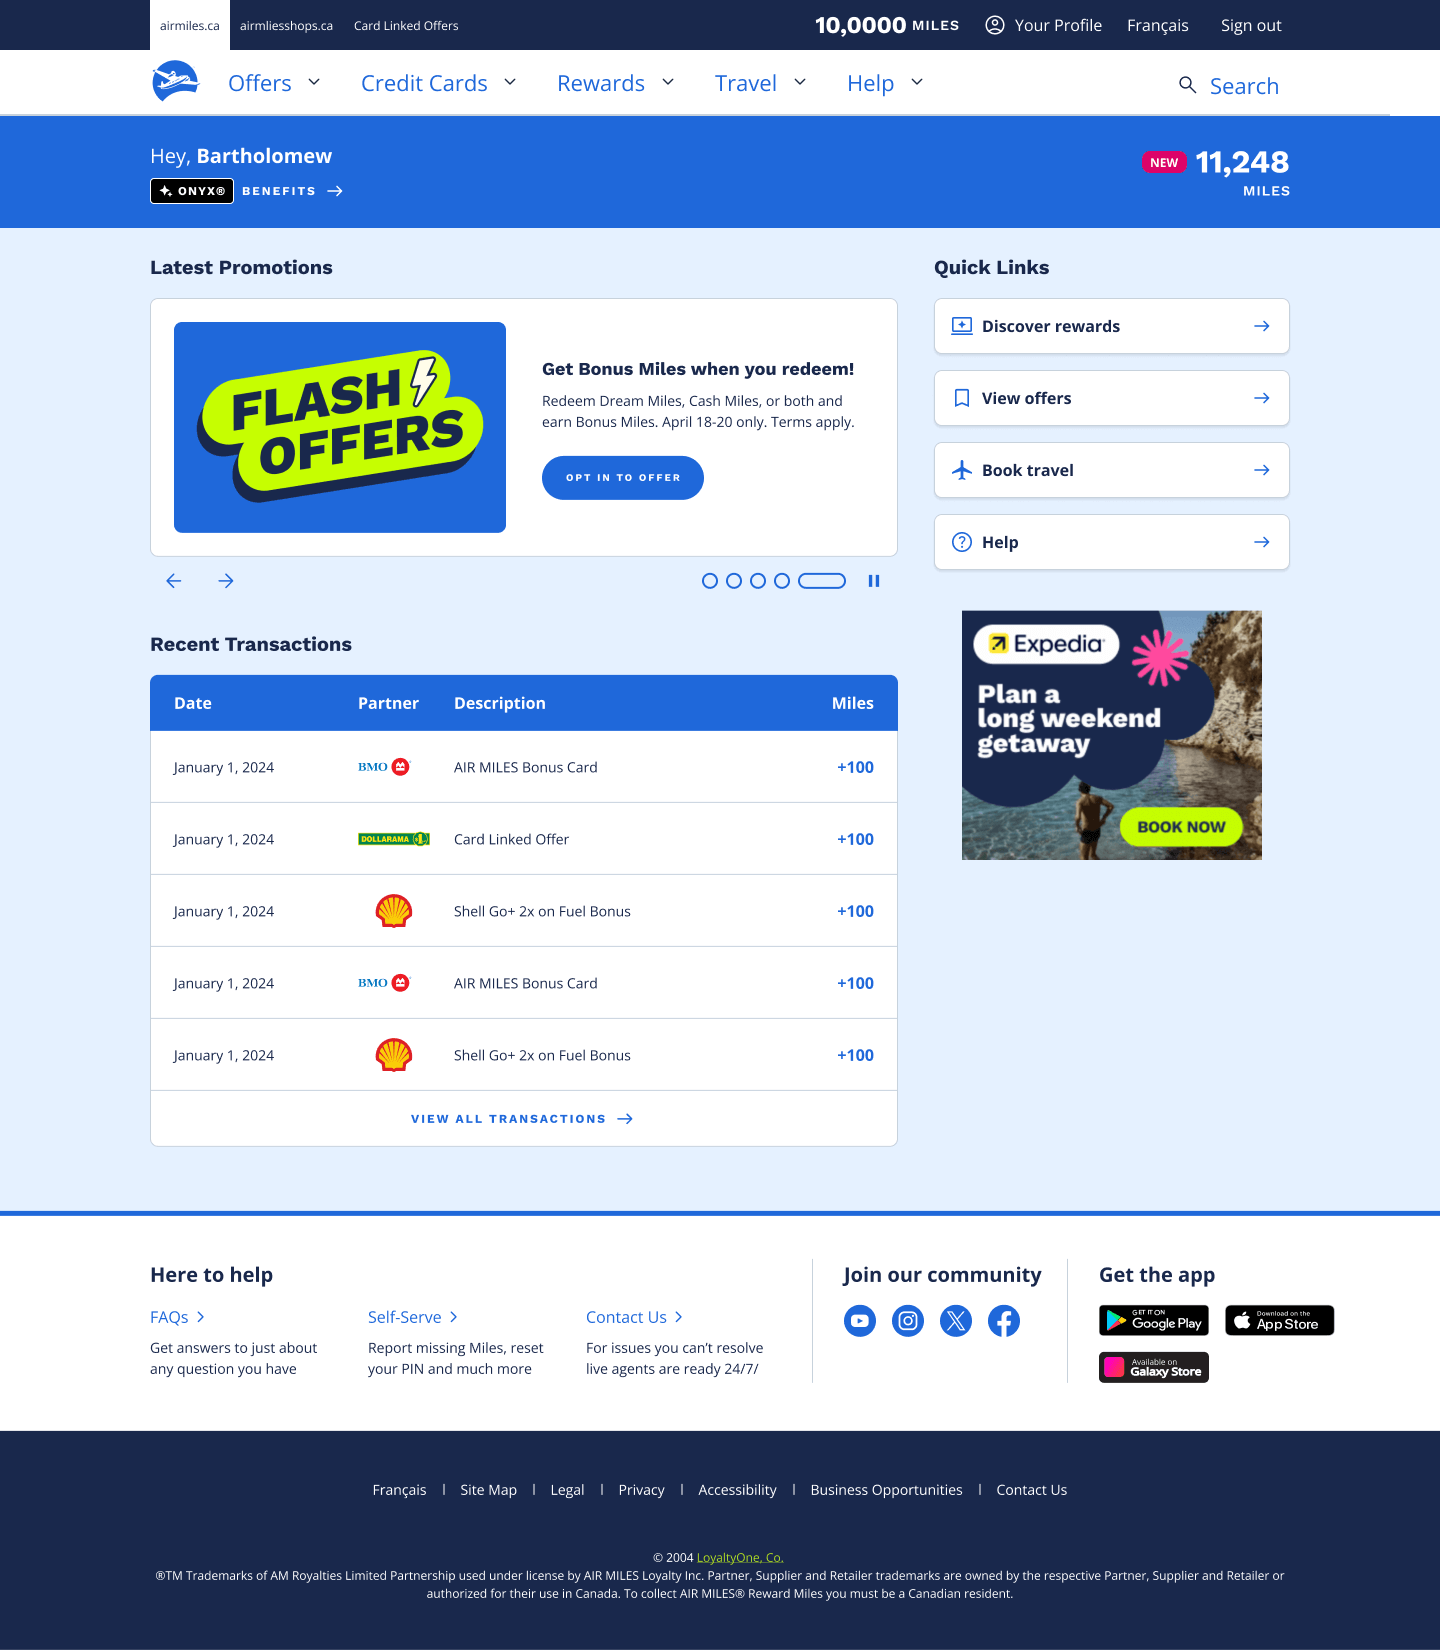 airmiles.ca airmliesshops.ca Card Linked Offers 10,0000 MILES Your Profile Français Sign out
Offers Credit Cards Rewards Travel Help Search
Hey, Bartholomew
ONYX® BENEFITS
NEW 11,248
MILES
Latest Promotions
FLASH
OFFERS
Get Bonus Miles when you redeem!
Redeem Dream Miles, Cash Miles, or both and
earn Bonus Miles. April 18-20 only. Terms apply.
OPT IN TO OFFER
Quick Links
Discover rewards
View offers
Book travel
Help
Expedia
Plan a
long weekend
getaway
BOOK NOW
Recent Transactions
Date Partner Description Miles
January 1, 2024 BMO AIR MILES Bonus Card +100
January 1, 2024 DOLLARAMA Card Linked Offer +100
January 1, 2024 Shell Go+ 2x on Fuel Bonus +100
January 1, 2024 BMO AIR MILES Bonus Card +100
January 1, 2024 Shell Go+ 2x on Fuel Bonus +100
VIEW ALL TRANSACTIONS
Here to help
FAQs
Get answers to just about
any question you have
Self-Serve
Report missing Miles, reset
your PIN and much more
Contact Us
For issues you can't resolve
live agents are ready 24/7/
Join our community
Get the app
GET IT ON
Google Play
Download on the
App Store
Available on
Galaxy Store
Français | Site Map | Legal | Privacy | Accessibility | Business Opportunities | Contact Us
© 2004 LoyaltyOne, Co.
®TM Trademarks of AM Royalties Limited Partnership used under license by AIR MILES Loyalty Inc. Partner, Supplier and Retailer trademarks are owned by the respective Partner, Supplier and Retailer or
authorized for their use in Canada. To collect AIR MILES® Reward Miles you must be a Canadian resident.